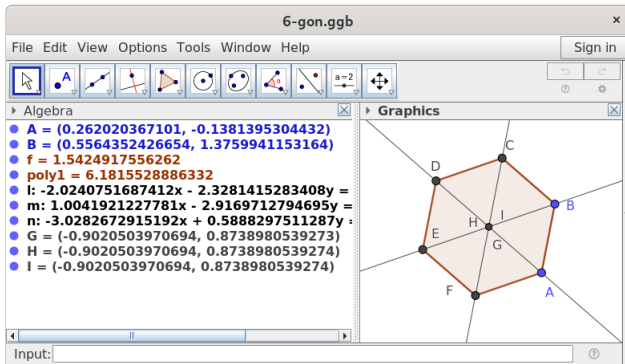 6-gon.ggb ×
File Edit View Options Tools Window Help Sign in
A α a=2
Algebra Graphics
A = (0.262020367101, -0.1381395304432)
B = (0.5564352426654, 1.3759941153164)
f = 1.5424917556262
poly1 = 6.1815528886332
l: -2.0240751687412x - 2.3281415283408y =
m: 1.0041921227781x - 2.9169712794695y =
n: -3.0282672915192x + 0.5888297511287y =
G = (-0.9020503970694, 0.8738980539273)
H = (-0.9020503970694, 0.8738980539274)
I = (-0.9020503970694, 0.8738980539274)
C
D
B
H I
E G
F A
Input: